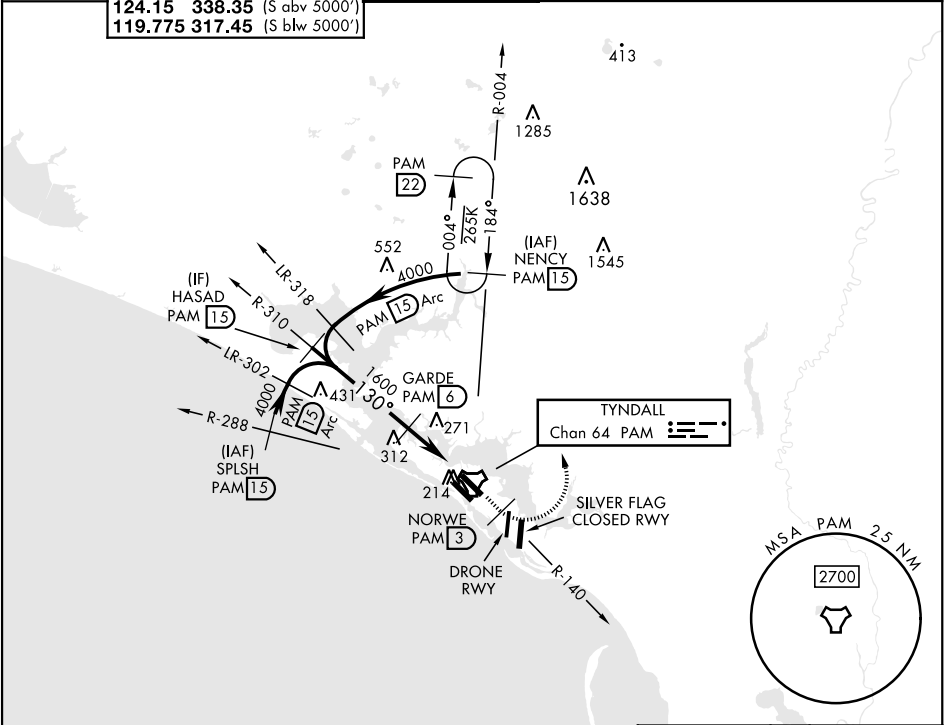 124.15 338.35 (S abv 5000')
119.775 317.45 (S blw 5000')
413
R-004
1285
PAM
22
1638
004°
265K
184°
(IAF)
NENCY
PAM 15
1545
552
4000
PAM 15 Arc
LR-318
(IF)
HASAD
PAM 15
R-310
LR-302
4000
PAM
15
Arc
431
1600
130°
GARDE
PAM 6
271
312
R-288
(IAF)
SPLSH
PAM 15
TYNDALL
Chan 64 PAM
214
SILVER FLAG
CLOSED RWY
NORWE
PAM 3
DRONE
RWY
R-140
MSA PAM 25 NM
2700